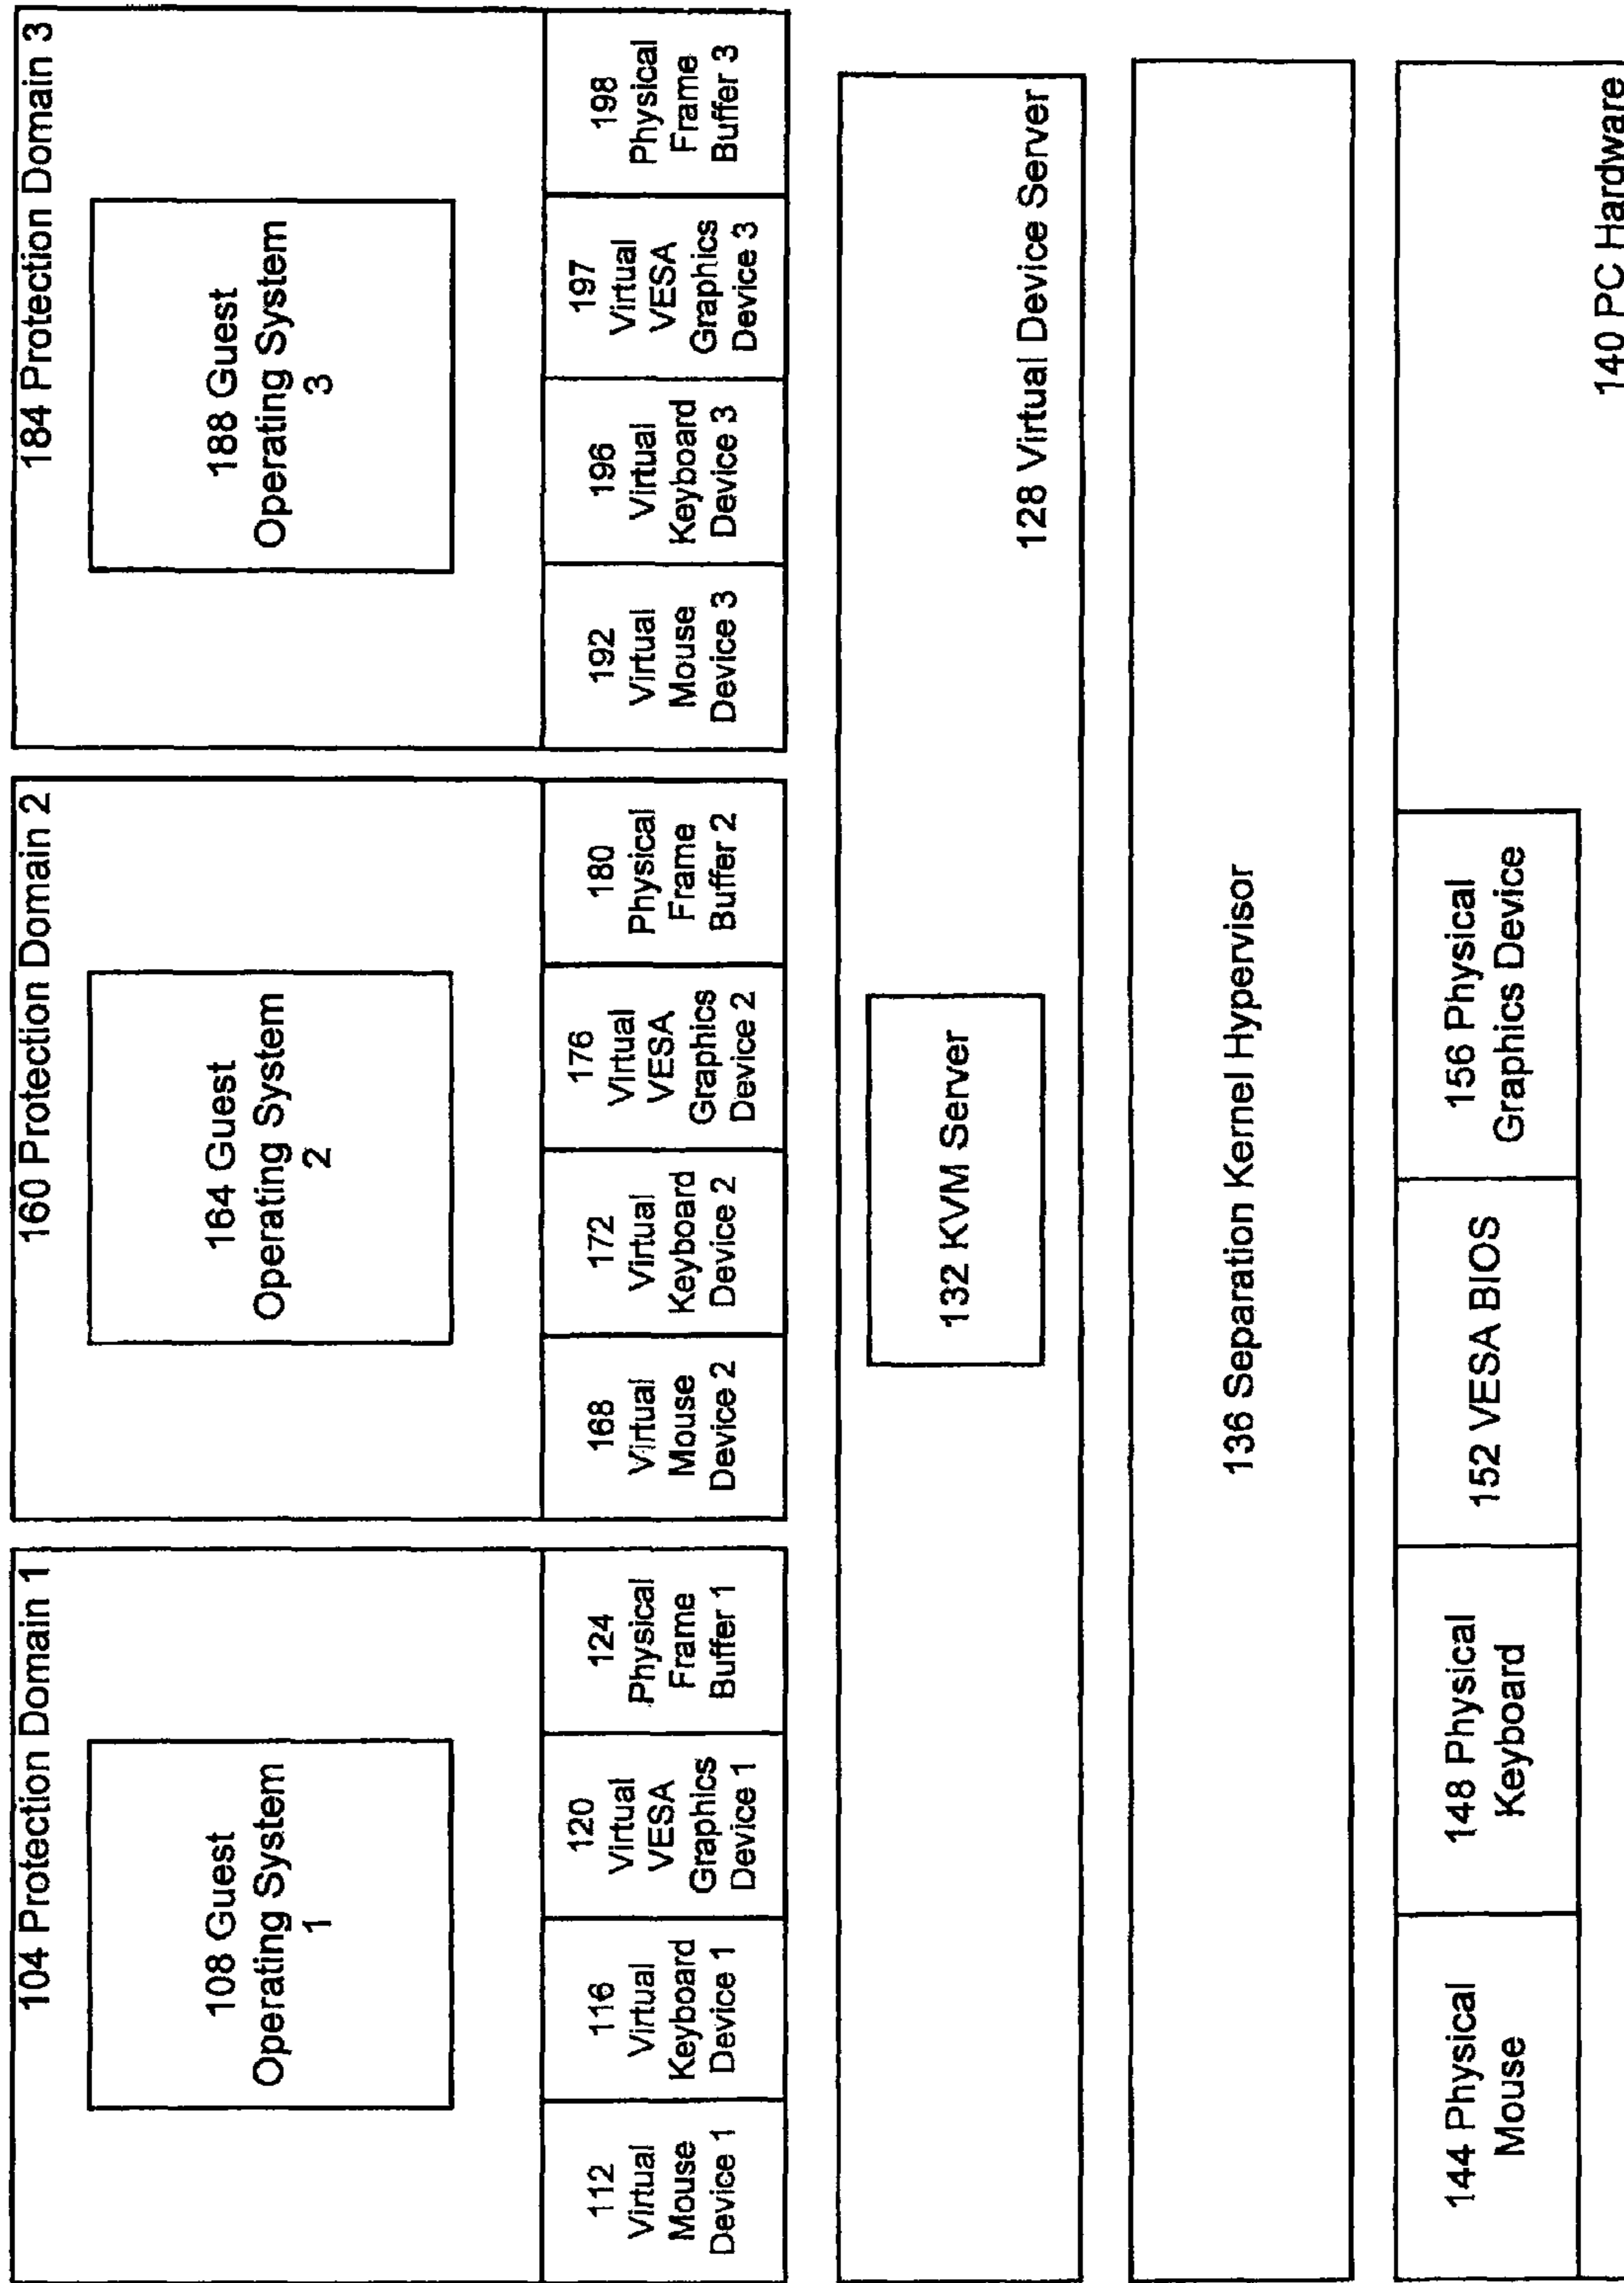 104 Protection Domain 1
108 Guest
Operating System
1
112
Virtual
Mouse
Device 1
116
Virtual
Keyboard
Device 1
120
Virtual
VESA
Graphics
Device 1
124
Physical
Frame
Buffer 1
160 Protection Domain 2
164 Guest
Operating System
2
168
Virtual
Mouse
Device 2
172
Virtual
Keyboard
Device 2
176
Virtual
VESA
Graphics
Device 2
180
Physical
Frame
Buffer 2
184 Protection Domain 3
188 Guest
Operating System
3
192
Virtual
Mouse
Device 3
196
Virtual
Keyboard
Device 3
197
Virtual
VESA
Graphics
Device 3
198
Physical
Frame
Buffer 3
132 KVM Server
128 Virtual Device Server
136 Separation Kernel Hypervisor
144 Physical
Mouse
148 Physical
Keyboard
152 VESA BIOS
156 Physical
Graphics Device
140 PC Hardware